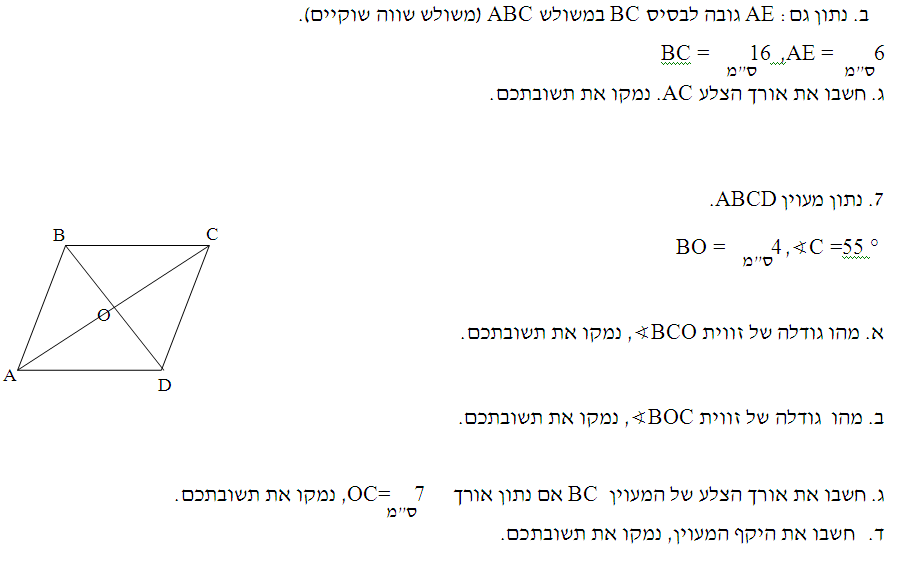 ב. נתון גם: AE גובה לבסיס BC במשולש ABC (משולש שווה שוקיים).
BC = 16 ס"מ, AE = 6 ס"מ
ג. חשבו את אורך הצלע AC. נמקו את תשובתכם.
7. נתון מעוין ABCD.
BO = 4 ס"מ, ∢C =55 °
B C
O
A D
א. מהו גודלה של זווית BCO∢, נמקו את תשובתכם.
ב. מהו גודלה של זווית BOC∢, נמקו את תשובתכם.
ג. חשבו את אורך הצלע של המעוין BC אם נתון אורך OC= 7 ס"מ, נמקו את תשובתכם.
ד. חשבו את היקף המעוין, נמקו את תשובתכם.